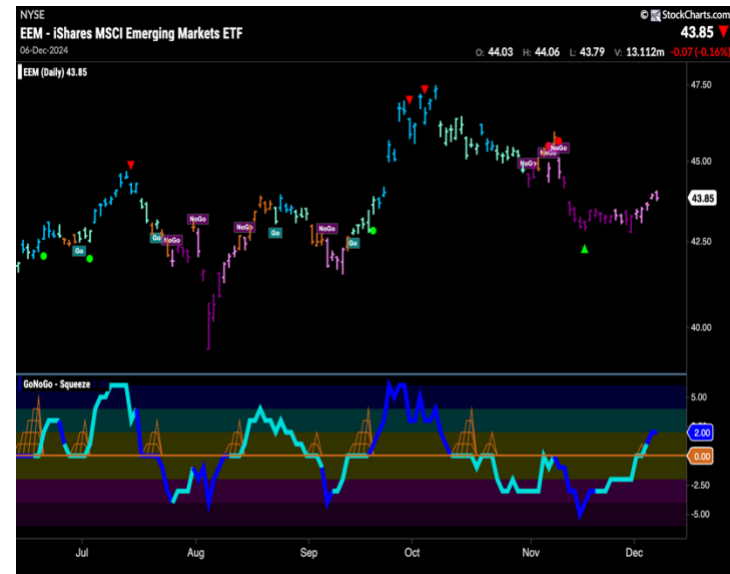 NYSE
© StockCharts.com
EEM - iShares MSCI Emerging Markets ETF
43.85
06-Dec-2024
O: 44.03 H: 44.06 L: 43.79 V: 13.112m -0.07 (-0.16%)
EEM (Daily) 43.85
47.50
45.00
NoGo
NoGo
NoGo
43.85
NoGo
NoGo
NoGo
Go
Go
NoGo
Go
Go
42.50
40.00
GoNoGo - Squeeze
5.00
2.00
0.00
-2.50
-5.00
Jul Aug Sep Oct Nov Dec